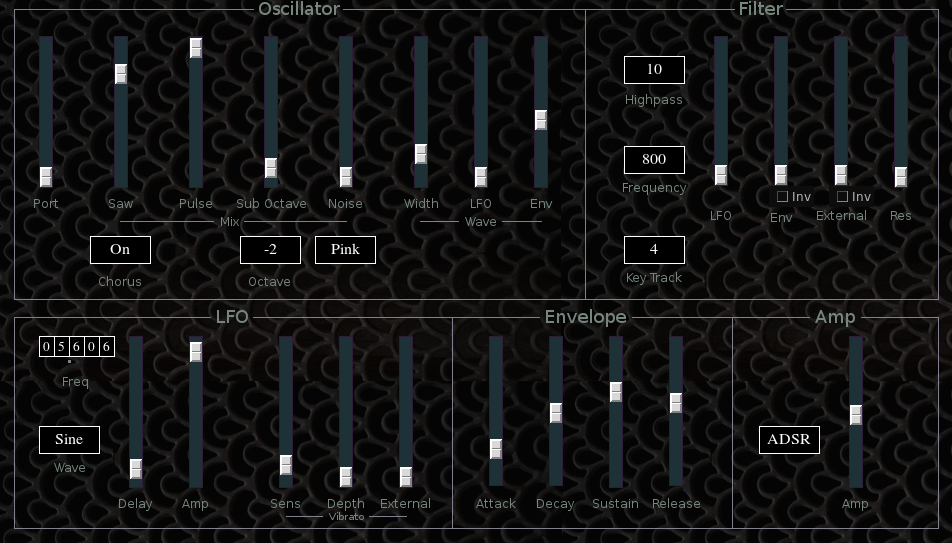 Oscillator
Filter
10
Highpass
800
Frequency
Inv Inv
Port Saw Pulse Sub Octave Noise Width LFO Env
LFO Env External Res
Mix
Wave
On -2 Pink
4
Chorus Octave
Key Track
LFO
Envelope
Amp
0 5 6 0 6
Freq
Sine
ADSR
Wave
Delay Amp Sens Depth External
Attack Decay Sustain Release
Amp
Vibrato